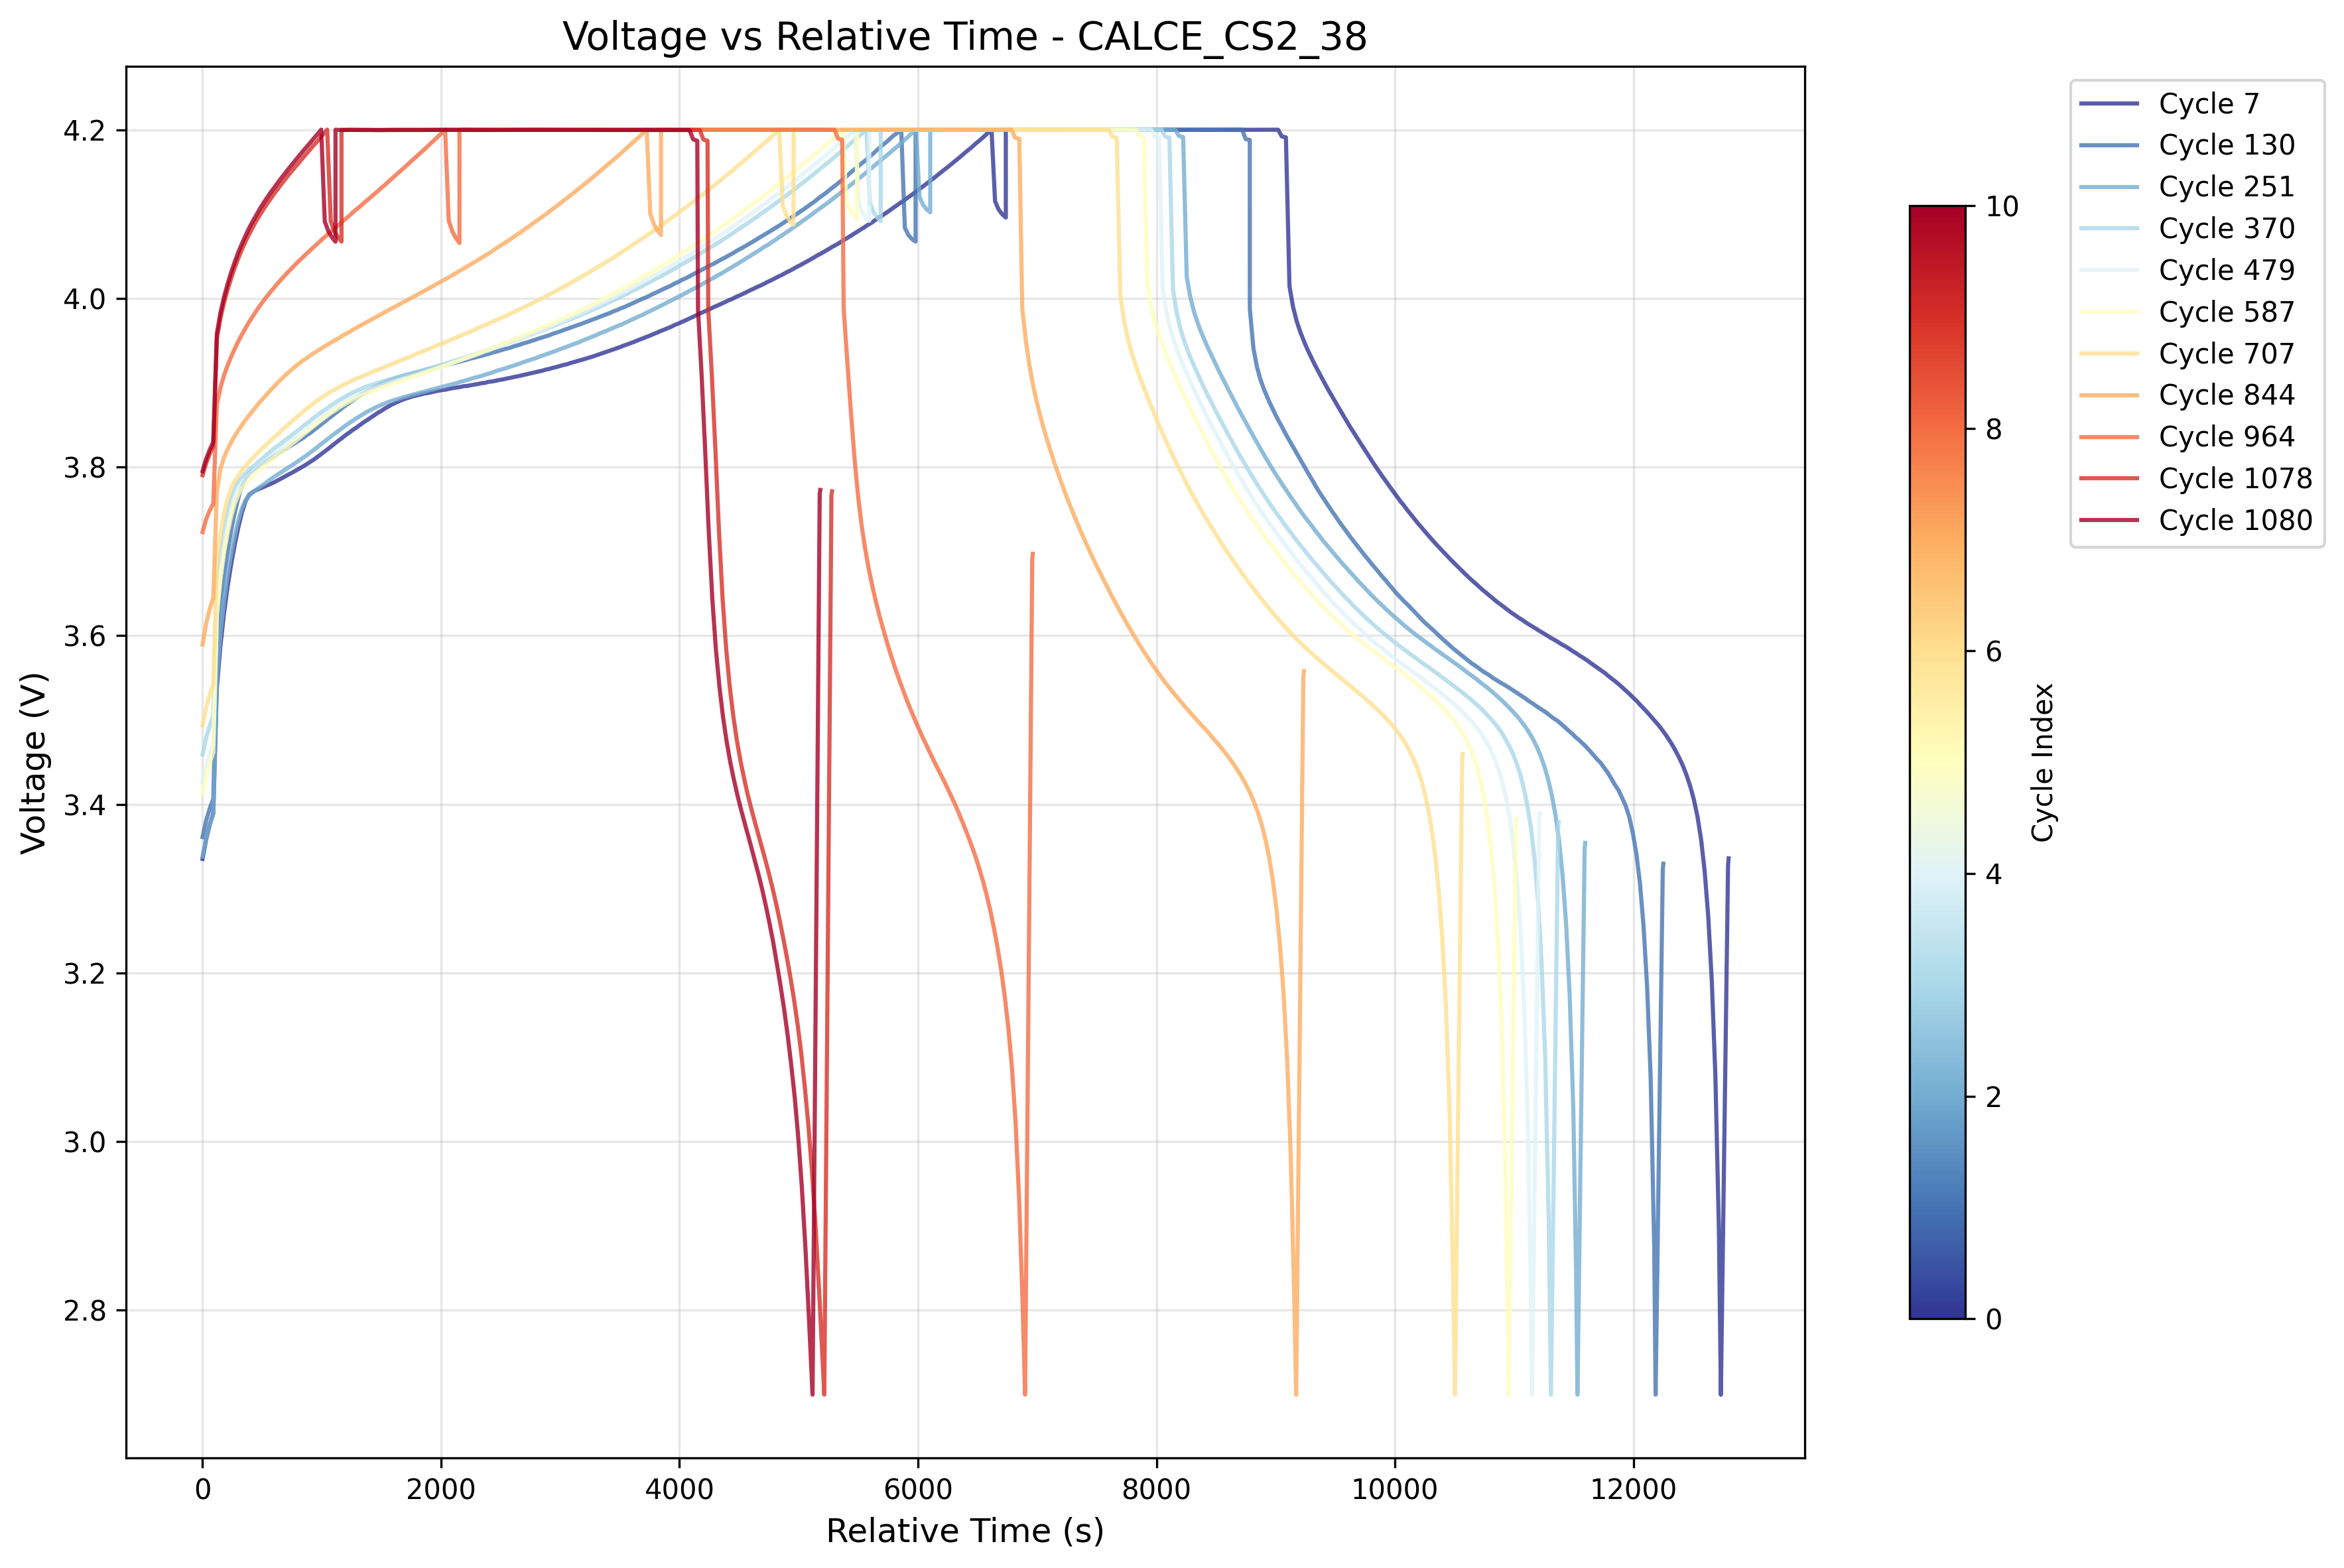 Voltage vs Relative Time - CALCE_CS2_38
Voltage (V)
4.2
4.0
3.8
3.6
3.4
3.2
3.0
2.8
0 2000 4000 6000 8000 10000 12000
Relative Time (s)
10
8
6
4
2
0
Cycle Index
Cycle 7
Cycle 130
Cycle 251
Cycle 370
Cycle 479
Cycle 587
Cycle 707
Cycle 844
Cycle 964
Cycle 1078
Cycle 1080